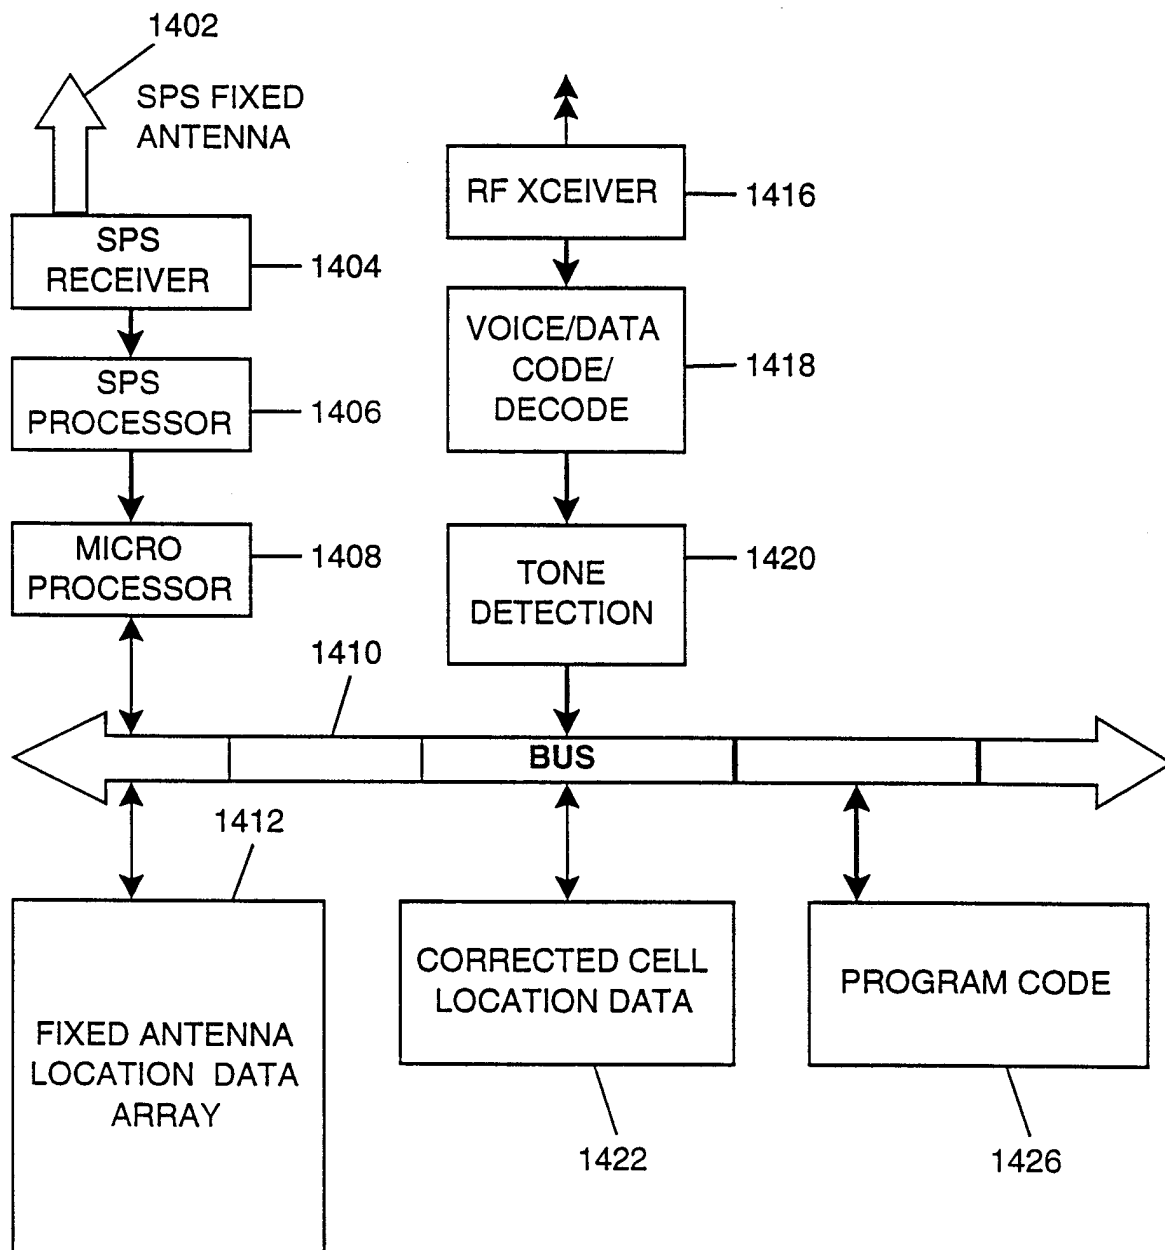 1402
SPS FIXED
ANTENNA
SPS
RECEIVER
1404
SPS
PROCESSOR
1406
MICRO
PROCESSOR
1408
RF XCEIVER
1416
VOICE/DATA
CODE/
DECODE
1418
TONE
DETECTION
1420
1410
BUS
1412
FIXED ANTENNA
LOCATION DATA
ARRAY
CORRECTED CELL
LOCATION DATA
1422
PROGRAM CODE
1426